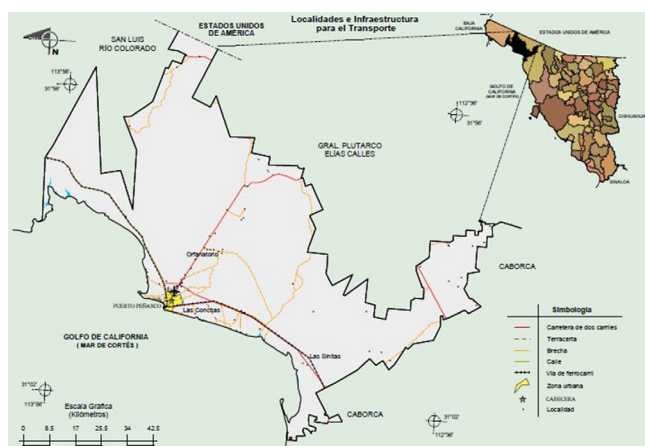 Localidades e Infraestructura
para el Transporte
ESTADOS UNIDOS
DE AMÉRICA
SAN LUIS
RÍO COLORADO
N
113°56'
31°56'
112°36'
31°56'
GRAL. PLUTARCO
ELÍAS CALLES
BAJA
CALIFORNIA
ESTADOS UNIDOS DE AMÉRICA
GOLFO DE
CALIFORNIA
(MAR DE CORTÉS)
CHIHUAHUA
SINALOA
Orfanatorio
PUERTO PEÑASCO
Las Conchas
Las Sinitas
CABORCA
CABORCA
GOLFO DE CALIFORNIA
( MAR DE CORTÉS )
31°02'
113°56'
31°02'
112°36'
Escala Gráfica
(Kilómetros)
0 8.5 17 25.5 34 42.5
Simbología
Carretera de dos carriles
Terracería
Brecha
Calle
Vía de ferrocarril
Zona urbana
CABECERA
Localidad